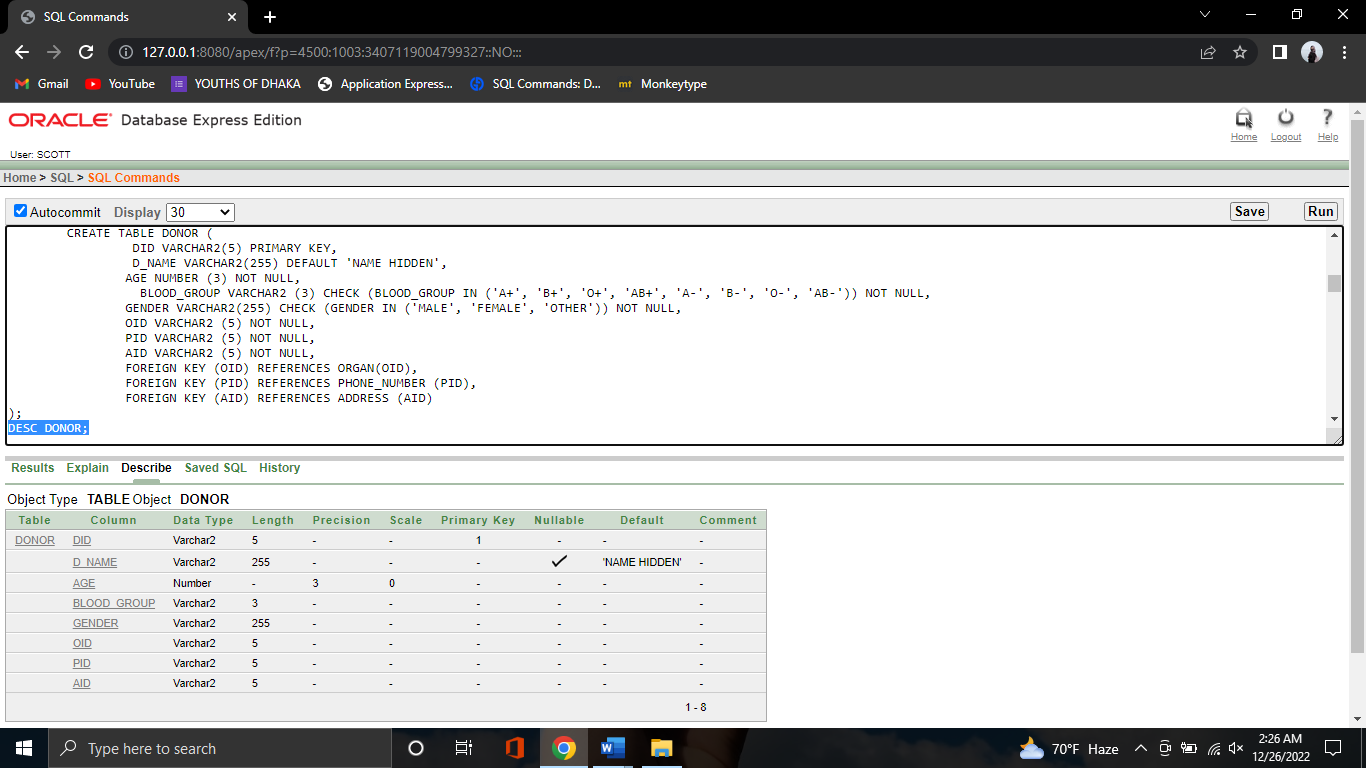 SQL Commands
127.0.0.1:8080/apex/f?p=4500:1003:3407119004799327::NO:::
Gmail YouTube YOUTHS OF DHAKA Application Express... SQL Commands: D... mt Monkeytype
ORACLE Database Express Edition
Home Logout Help
User: SCOTT
Home > SQL > SQL Commands
Autocommit Display 30 Save Run
CREATE TABLE DONOR (
DID VARCHAR2(5) PRIMARY KEY,
D_NAME VARCHAR2(255) DEFAULT 'NAME HIDDEN',
AGE NUMBER (3) NOT NULL,
BLOOD_GROUP VARCHAR2 (3) CHECK (BLOOD_GROUP IN ('A+', 'B+', 'O+', 'AB+', 'A-', 'B-', 'O-', 'AB-')) NOT NULL,
GENDER VARCHAR2(255) CHECK (GENDER IN ('MALE', 'FEMALE', 'OTHER')) NOT NULL,
OID VARCHAR2 (5) NOT NULL,
PID VARCHAR2 (5) NOT NULL,
AID VARCHAR2 (5) NOT NULL,
FOREIGN KEY (OID) REFERENCES ORGAN(OID),
FOREIGN KEY (PID) REFERENCES PHONE_NUMBER (PID),
FOREIGN KEY (AID) REFERENCES ADDRESS (AID)
);
DESC DONOR;
Results Explain Describe Saved SQL History
Object Type TABLE Object DONOR
Table Column Data Type Length Precision Scale Primary Key Nullable Default Comment
DONOR DID Varchar2 5 - - 1 - - -
D_NAME Varchar2 255 - - - 'NAME HIDDEN' -
AGE Number - 3 0 - - - -
BLOOD_GROUP Varchar2 3 - - - - - -
GENDER Varchar2 255 - - - - - -
OID Varchar2 5 - - - - - -
PID Varchar2 5 - - - - - -
AID Varchar2 5 - - - - - -
1 - 8
Type here to search
70°F Haze
2:26 AM
12/26/2022